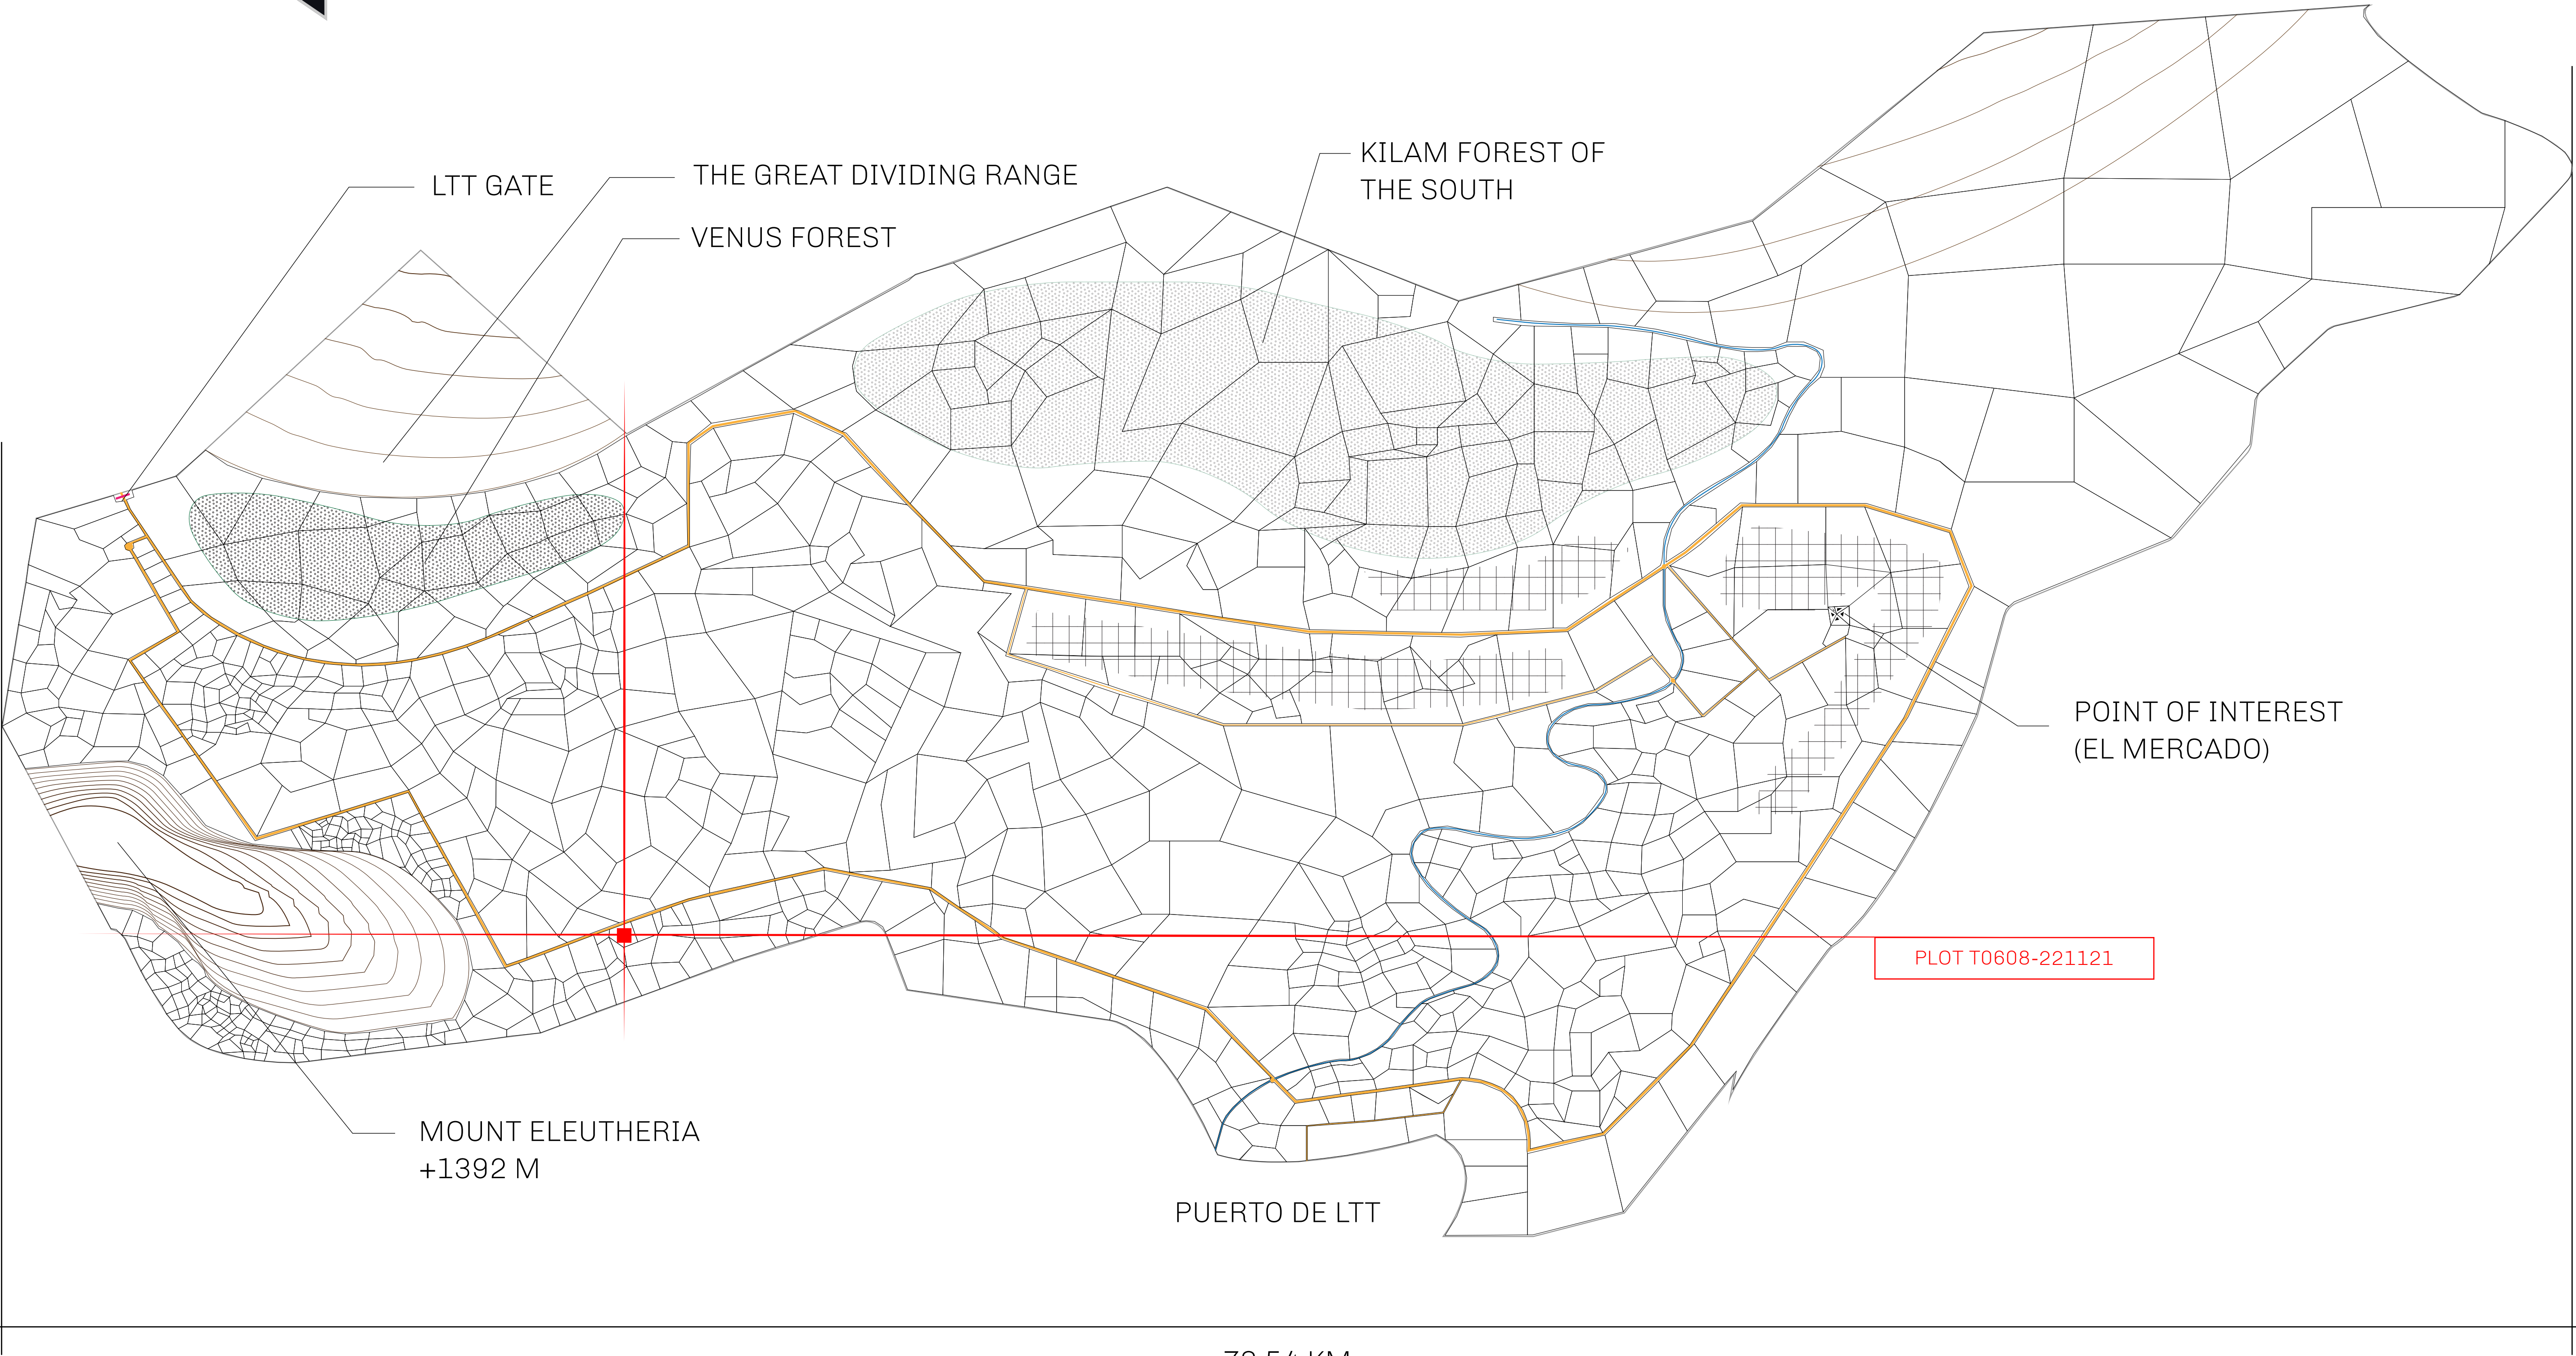 KILAM FOREST OF
THE SOUTH
THE GREAT DIVIDING RANGE
LTT GATE
VENUS FOREST
POINT OF INTEREST
(EL MERCADO)
PLOT T0608-221121
MOUNT ELEUTHERIA
+1392 M
PUERTO DE LTT